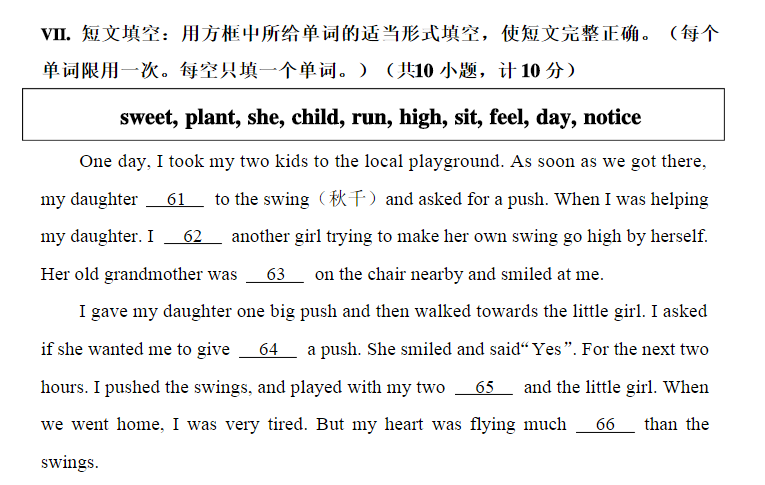 VII. 短文填空：用方框中所给单词的适当形式填空，使短文完整正确。（每个
单词限用一次。每空只填一个单词。）（共10 小题，计 10 分）
sweet, plant, she, child, run, high, sit, feel, day, notice
One day, I took my two kids to the local playground. As soon as we got there,
my daughter __61__ to the swing（秋千）and asked for a push. When I was helping
my daughter. I __62__ another girl trying to make her own swing go high by herself.
Her old grandmother was __63__ on the chair nearby and smiled at me.
I gave my daughter one big push and then walked towards the little girl. I asked
if she wanted me to give __64__ a push. She smiled and said“Yes”. For the next two
hours. I pushed the swings, and played with my two __65__ and the little girl. When
we went home, I was very tired. But my heart was flying much __66__ than the
swings.